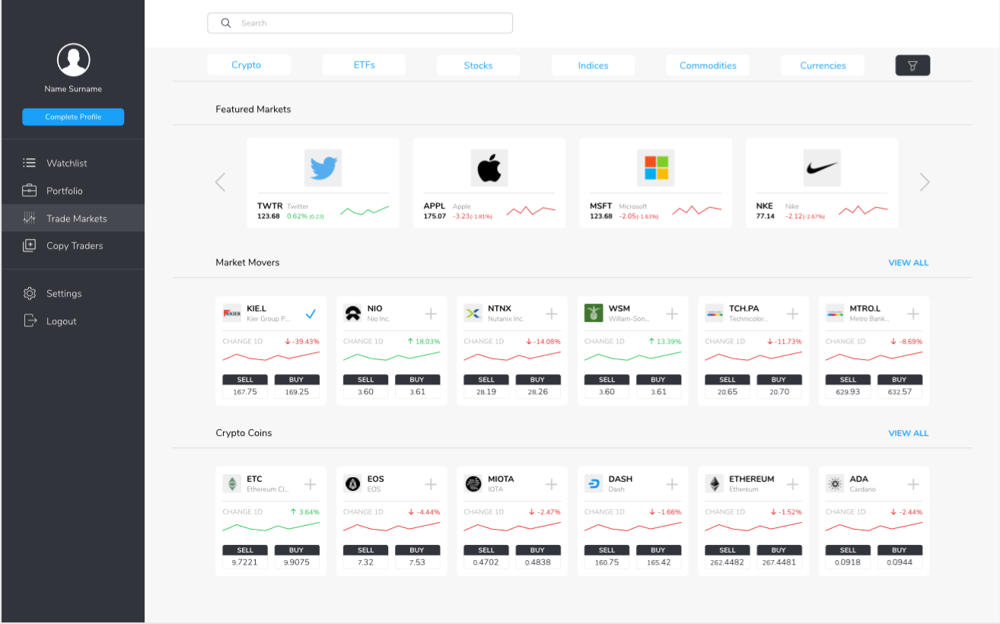 Search
Name Surname
Complete Profile
Watchlist
Portfolio
Trade Markets
Copy Traders
Settings
Logout
Crypto ETFs Stocks Indices Commodities Currencies
Featured Markets
TWTR Twitter
123.68 0.62% (0.23)
APPL Apple
175.07 -3.23(-1.81%)
MSFT Microsoft
123.68 -2.05(-1.63%)
NKE Nike
77.14 -2.12(-2.67%)
Market Movers VIEW ALL
KIER
KIE.L
Kier Group P...
CHANGE 1D ↓ -39.43%
SELL BUY
167.75 169.25
NIO
Nio Inc.
CHANGE 1D ↑ 18.03%
SELL BUY
3.60 3.61
NTNX
Nutanix Inc.
CHANGE 1D ↓ -14.08%
SELL BUY
28.19 28.26
WSM
Willam-Son...
CHANGE 1D ↑ 13.39%
SELL BUY
3.60 3.61
TCH.PA
Technicolor...
CHANGE 1D ↓ -11.73%
SELL BUY
20.65 20.70
MTRO.L
Metro Bank...
CHANGE 1D ↓ -8.69%
SELL BUY
629.93 632.57
Crypto Coins VIEW ALL
ETC
Ethereum Cl...
CHANGE 1D ↑ 3.64%
SELL BUY
9.7221 9.9075
EOS
EOS
CHANGE 1D ↓ -4.44%
SELL BUY
7.32 7.53
MIOTA
IOTA
CHANGE 1D ↓ -2.47%
SELL BUY
0.4702 0.4838
DASH
Dash
CHANGE 1D ↓ -1.66%
SELL BUY
160.75 165.42
ETHEREUM
Ethereum
CHANGE 1D ↓ -1.52%
SELL BUY
262.4482 267.4481
ADA
Cardano
CHANGE 1D ↓ -2.44%
SELL BUY
0.0918 0.0944